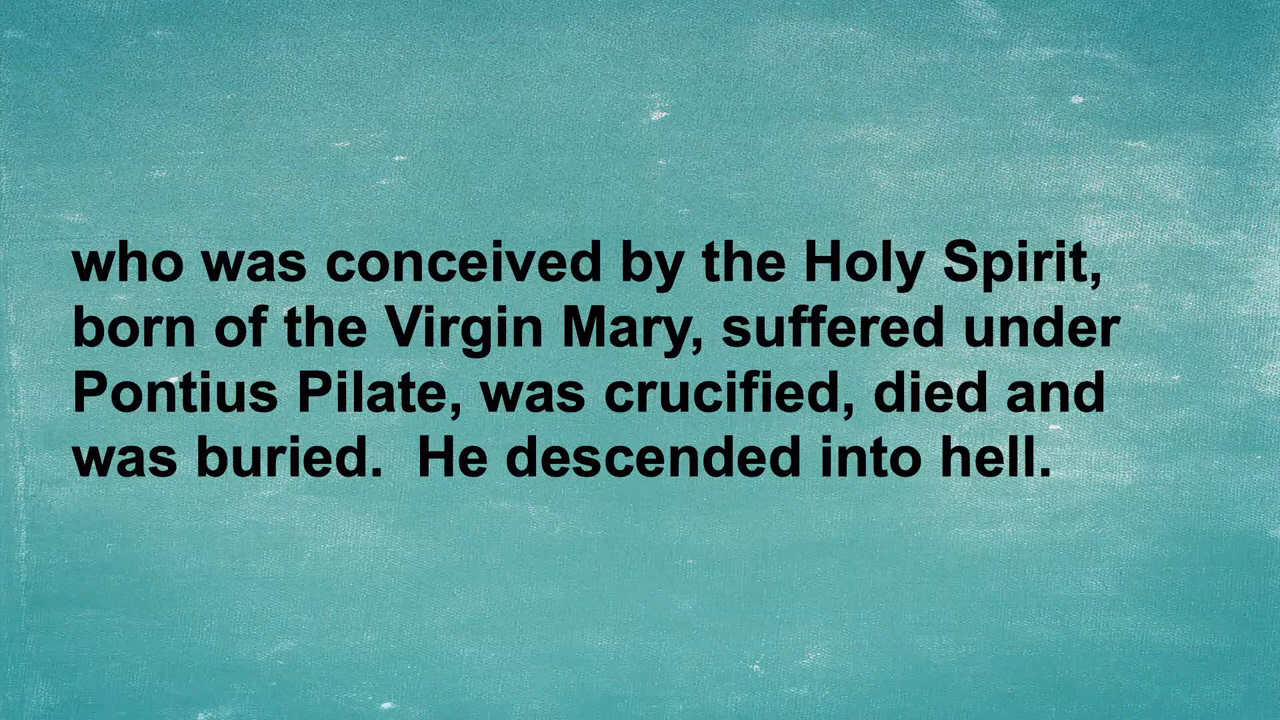 who was conceived by the Holy Spirit,
born of the Virgin Mary, suffered under
Pontius Pilate, was crucified, died and
was buried.  He descended into hell.